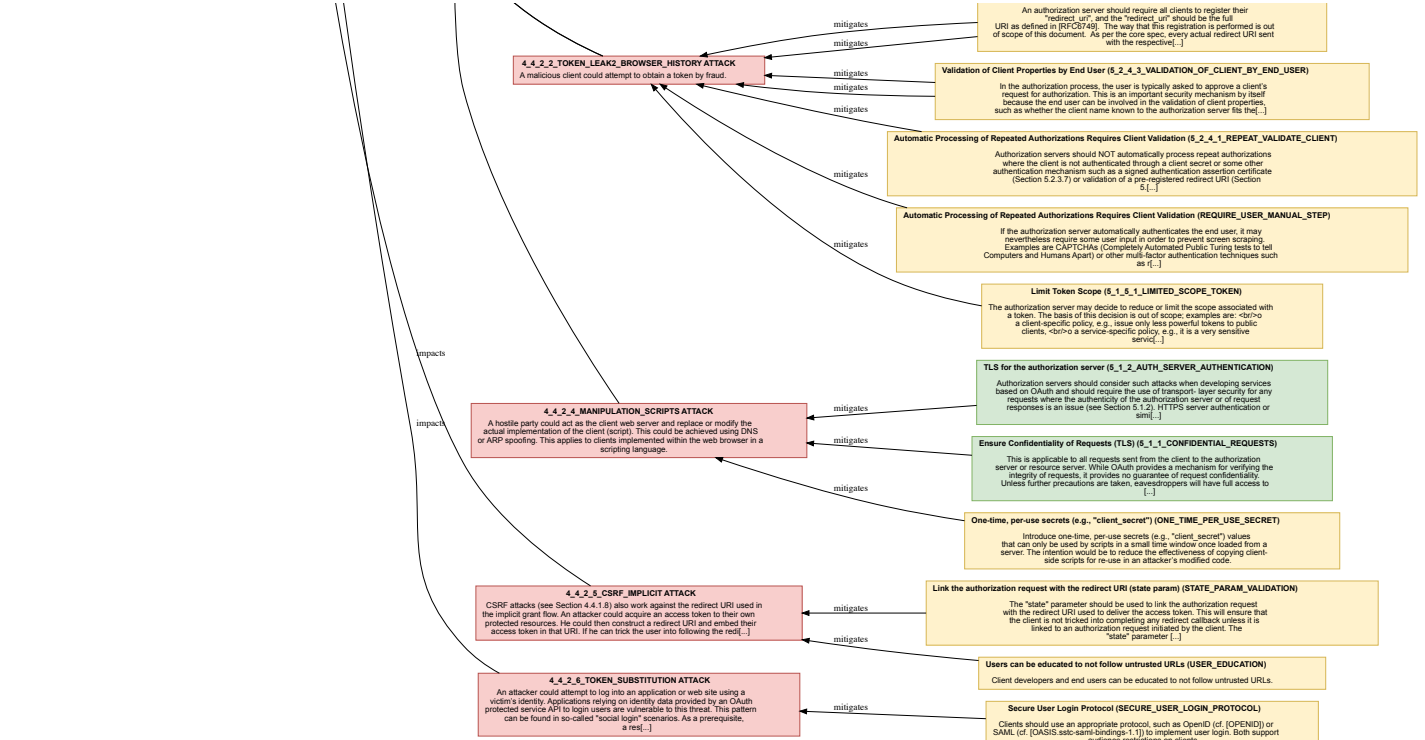 An authorization server should require all clients to register their
"redirect_uri", and the "redirect_uri" should be the full
URI as defined in [RFC6749]. The way that this registration is performed is out
of scope of this document. As per the core spec, every actual redirect URI sent
with the respective[...]
mitigates
mitigates
4_4_2_2_TOKEN_LEAK2_BROWSER_HISTORY ATTACK
A malicious client could attempt to obtain a token by fraud.
Validation of Client Properties by End User (5_2_4_3_VALIDATION_OF_CLIENT_BY_END_USER)
In the authorization process, the user is typically asked to approve a client's
request for authorization. This is an important security mechanism by itself
because the end user can be involved in the validation of client properties,
such as whether the client name known to the authorization server fits the[...]
mitigates
mitigates
mitigates
Automatic Processing of Repeated Authorizations Requires Client Validation (5_2_4_1_REPEAT_VALIDATE_CLIENT)
Authorization servers should NOT automatically process repeat authorizations
where the client is not authenticated through a client secret or some other
authentication mechanism such as a signed authentication assertion certificate
(Section 5.2.3.7) or validation of a pre-registered redirect URI (Section
5.[...]
mitigates
Automatic Processing of Repeated Authorizations Requires Client Validation (REQUIRE_USER_MANUAL_STEP)
If the authorization server automatically authenticates the end user, it may
nevertheless require some user input in order to prevent screen scraping.
Examples are CAPTCHAs (Completely Automated Public Turing tests to tell
Computers and Humans Apart) or other multi-factor authentication techniques such
as r[...]
mitigates
Limit Token Scope (5_1_5_1_LIMITED_SCOPE_TOKEN)
The authorization server may decide to reduce or limit the scope associated with
a token. The basis of this decision is out of scope; examples are: <br/>o
a client-specific policy, e.g., issue only less powerful tokens to public
clients, <br/>o a service-specific policy, e.g., it is a very sensitive
servic[...]
impacts
TLS for the authorization server (5_1_2_AUTH_SERVER_AUTHENTICATION)
Authorization servers should consider such attacks when developing services
based on OAuth and should require the use of transport- layer security for any
requests where the authenticity of the authorization server or of request
responses is an issue (see Section 5.1.2). HTTPS server authentication or
simi[...]
mitigates
4_4_2_4_MANIPULATION_SCRIPTS ATTACK
A hostile party could act as the client web server and replace or modify the
actual implementation of the client (script). This could be achieved using DNS
or ARP spoofing. This applies to clients implemented within the web browser in a
scripting language.
impacts
mitigates
Ensure Confidentiality of Requests (TLS) (5_1_1_CONFIDENTIAL_REQUESTS)
This is applicable to all requests sent from the client to the authorization
server or resource server. While OAuth provides a mechanism for verifying the
integrity of requests, it provides no guarantee of request confidentiality.
Unless further precautions are taken, eavesdroppers will have full access to
[...]
mitigates
One-time, per-use secrets (e.g., "client_secret") (ONE_TIME_PER_USE_SECRET)
Introduce one-time, per-use secrets (e.g., "client_secret") values
that can only be used by scripts in a small time window once loaded from a
server. The intention would be to reduce the effectiveness of copying client-
side scripts for re-use in an attacker's modified code.
4_4_2_5_CSRF_IMPLICIT ATTACK
CSRF attacks (see Section 4.4.1.8) also work against the redirect URI used in
the implicit grant flow. An attacker could acquire an access token to their own
protected resources. He could then construct a redirect URI and embed their
access token in that URI. If he can trick the user into following the redi[...]
mitigates
Link the authorization request with the redirect URI (state param) (STATE_PARAM_VALIDATION)
The "state" parameter should be used to link the authorization request
with the redirect URI used to deliver the access token. This will ensure that
the client is not tricked into completing any redirect callback unless it is
linked to an authorization request initiated by the client. The
"state" parameter [...]
mitigates
Users can be educated to not follow untrusted URLs (USER_EDUCATION)
Client developers and end users can be educated to not follow untrusted URLs.
4_4_2_6_TOKEN_SUBSTITUTION ATTACK
An attacker could attempt to log into an application or web site using a
victim's identity. Applications relying on identity data provided by an OAuth
protected service API to login users are vulnerable to this threat. This pattern
can be found in so-called "social login" scenarios. As a prerequisite,
a res[...]
mitigates
Secure User Login Protocol (SECURE_USER_LOGIN_PROTOCOL)
Clients should use an appropriate protocol, such as OpenID (cf. [OPENID]) or
SAML (cf. [OASIS.sstc-saml-bindings-1.1]) to implement user login. Both support
audience restrictions on clients.